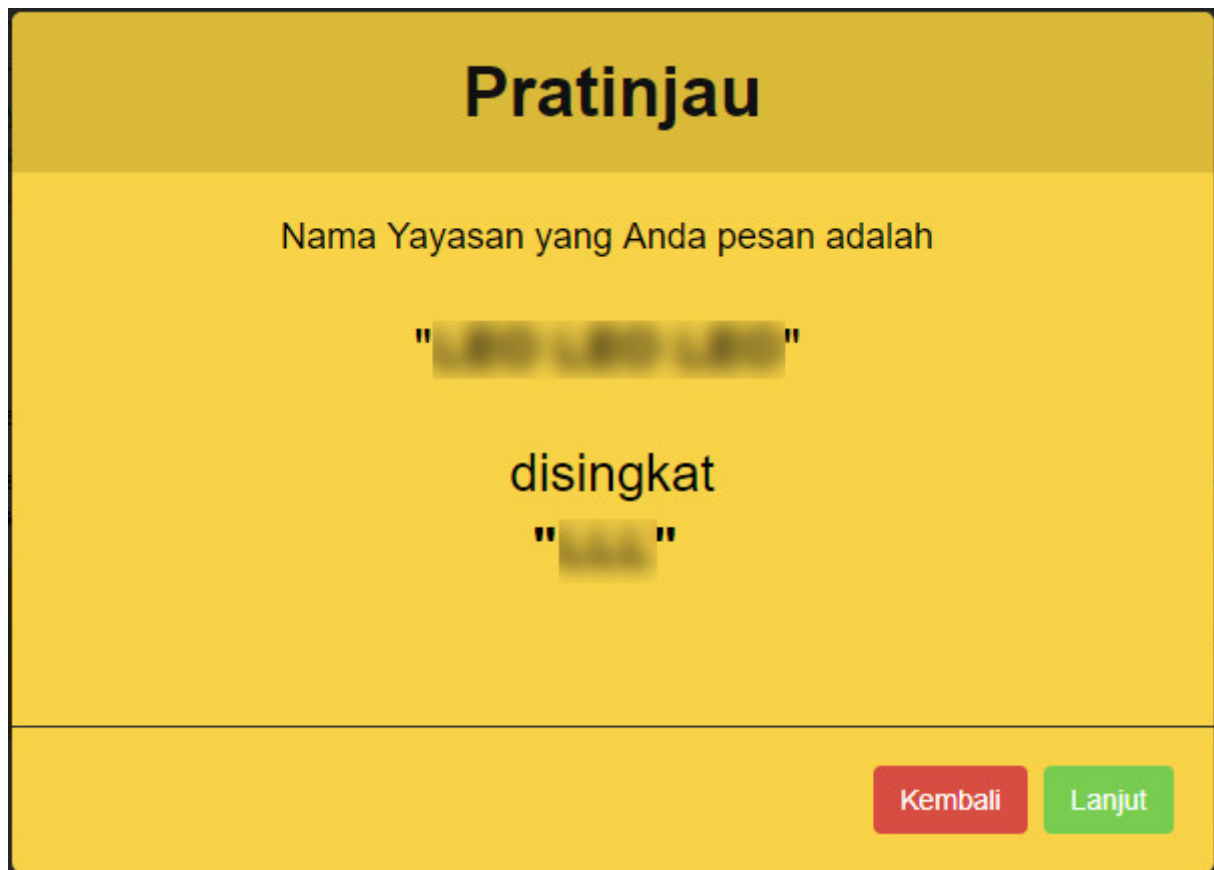 Pratinjau
Nama Yayasan yang Anda pesan adalah
" "
disingkat
" "
Kembali
Lanjut